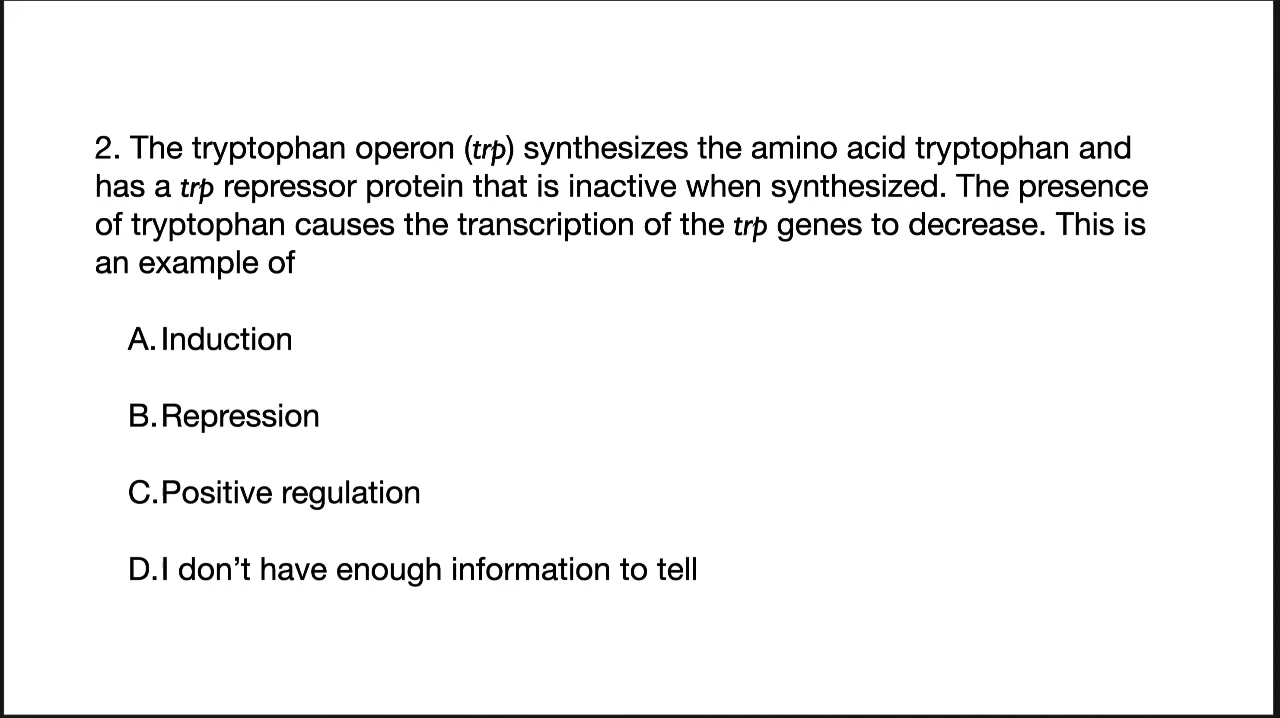 2. The tryptophan operon (trp) synthesizes the amino acid tryptophan and
has a trp repressor protein that is inactive when synthesized. The presence
of tryptophan causes the transcription of the trp genes to decrease. This is
an example of
A. Induction
B. Repression
C. Positive regulation
D. I don’t have enough information to tell